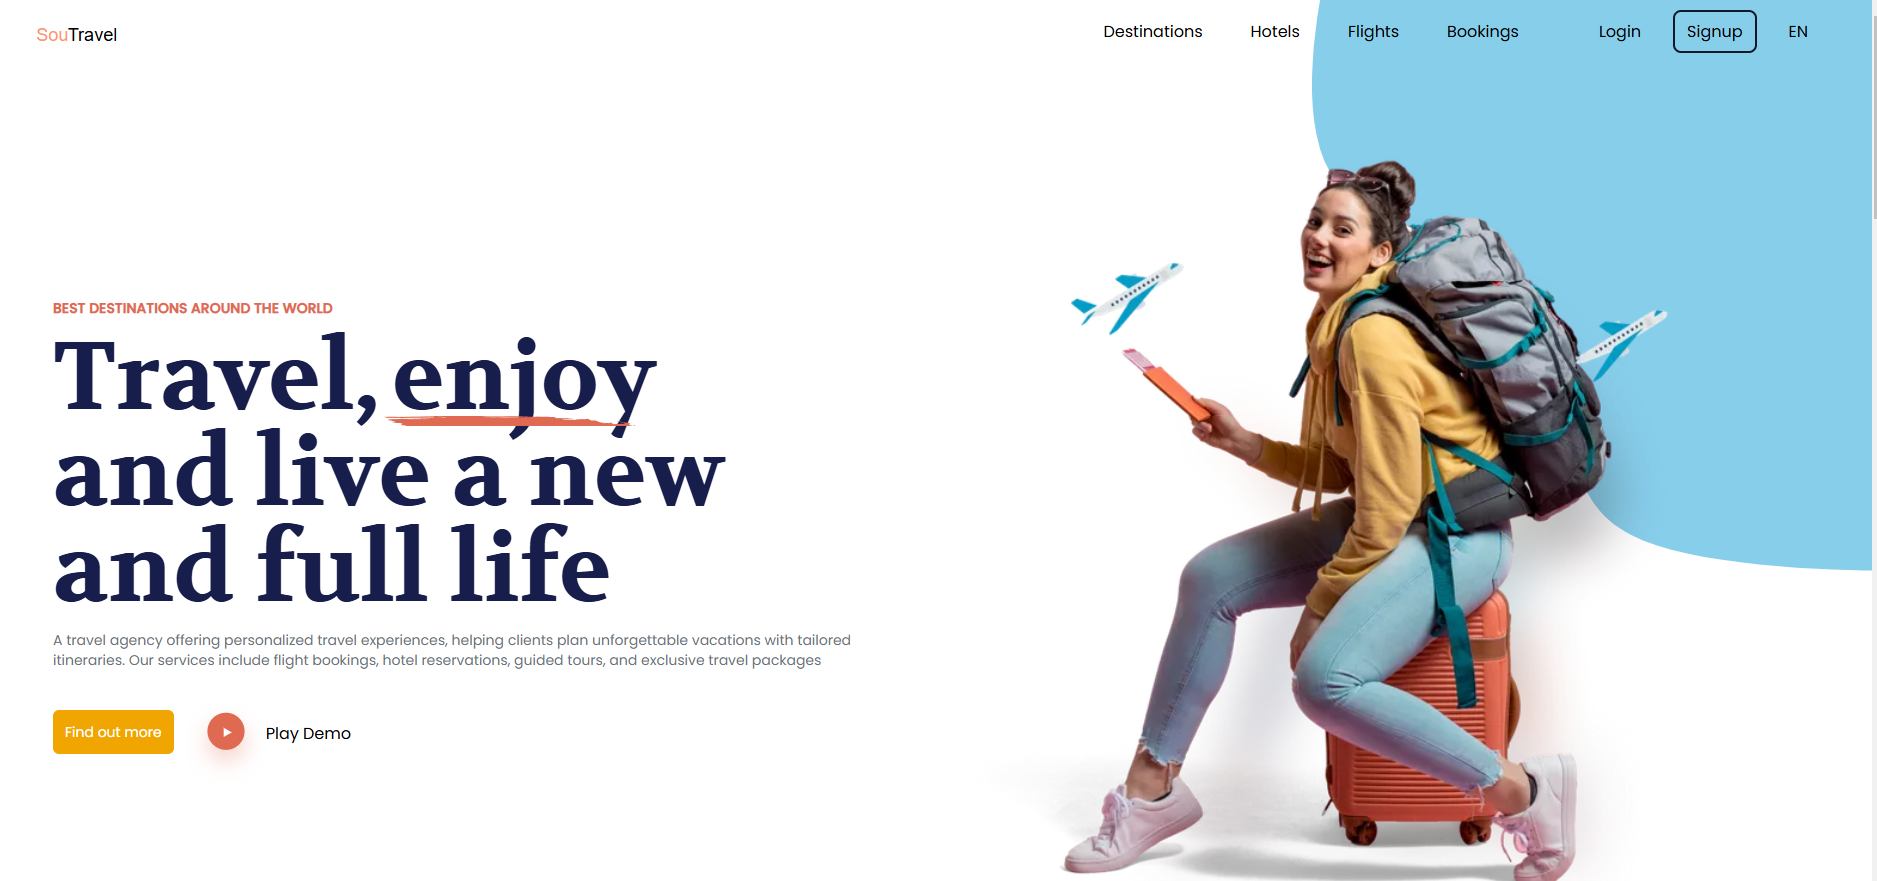 SouTravel
Destinations Hotels Flights Bookings Login Signup EN
BEST DESTINATIONS AROUND THE WORLD
Travel, enjoy
and live a new
and full life
A travel agency offering personalized travel experiences, helping clients plan unforgettable vacations with tailored
itineraries. Our services include flight bookings, hotel reservations, guided tours, and exclusive travel packages
Find out more
Play Demo